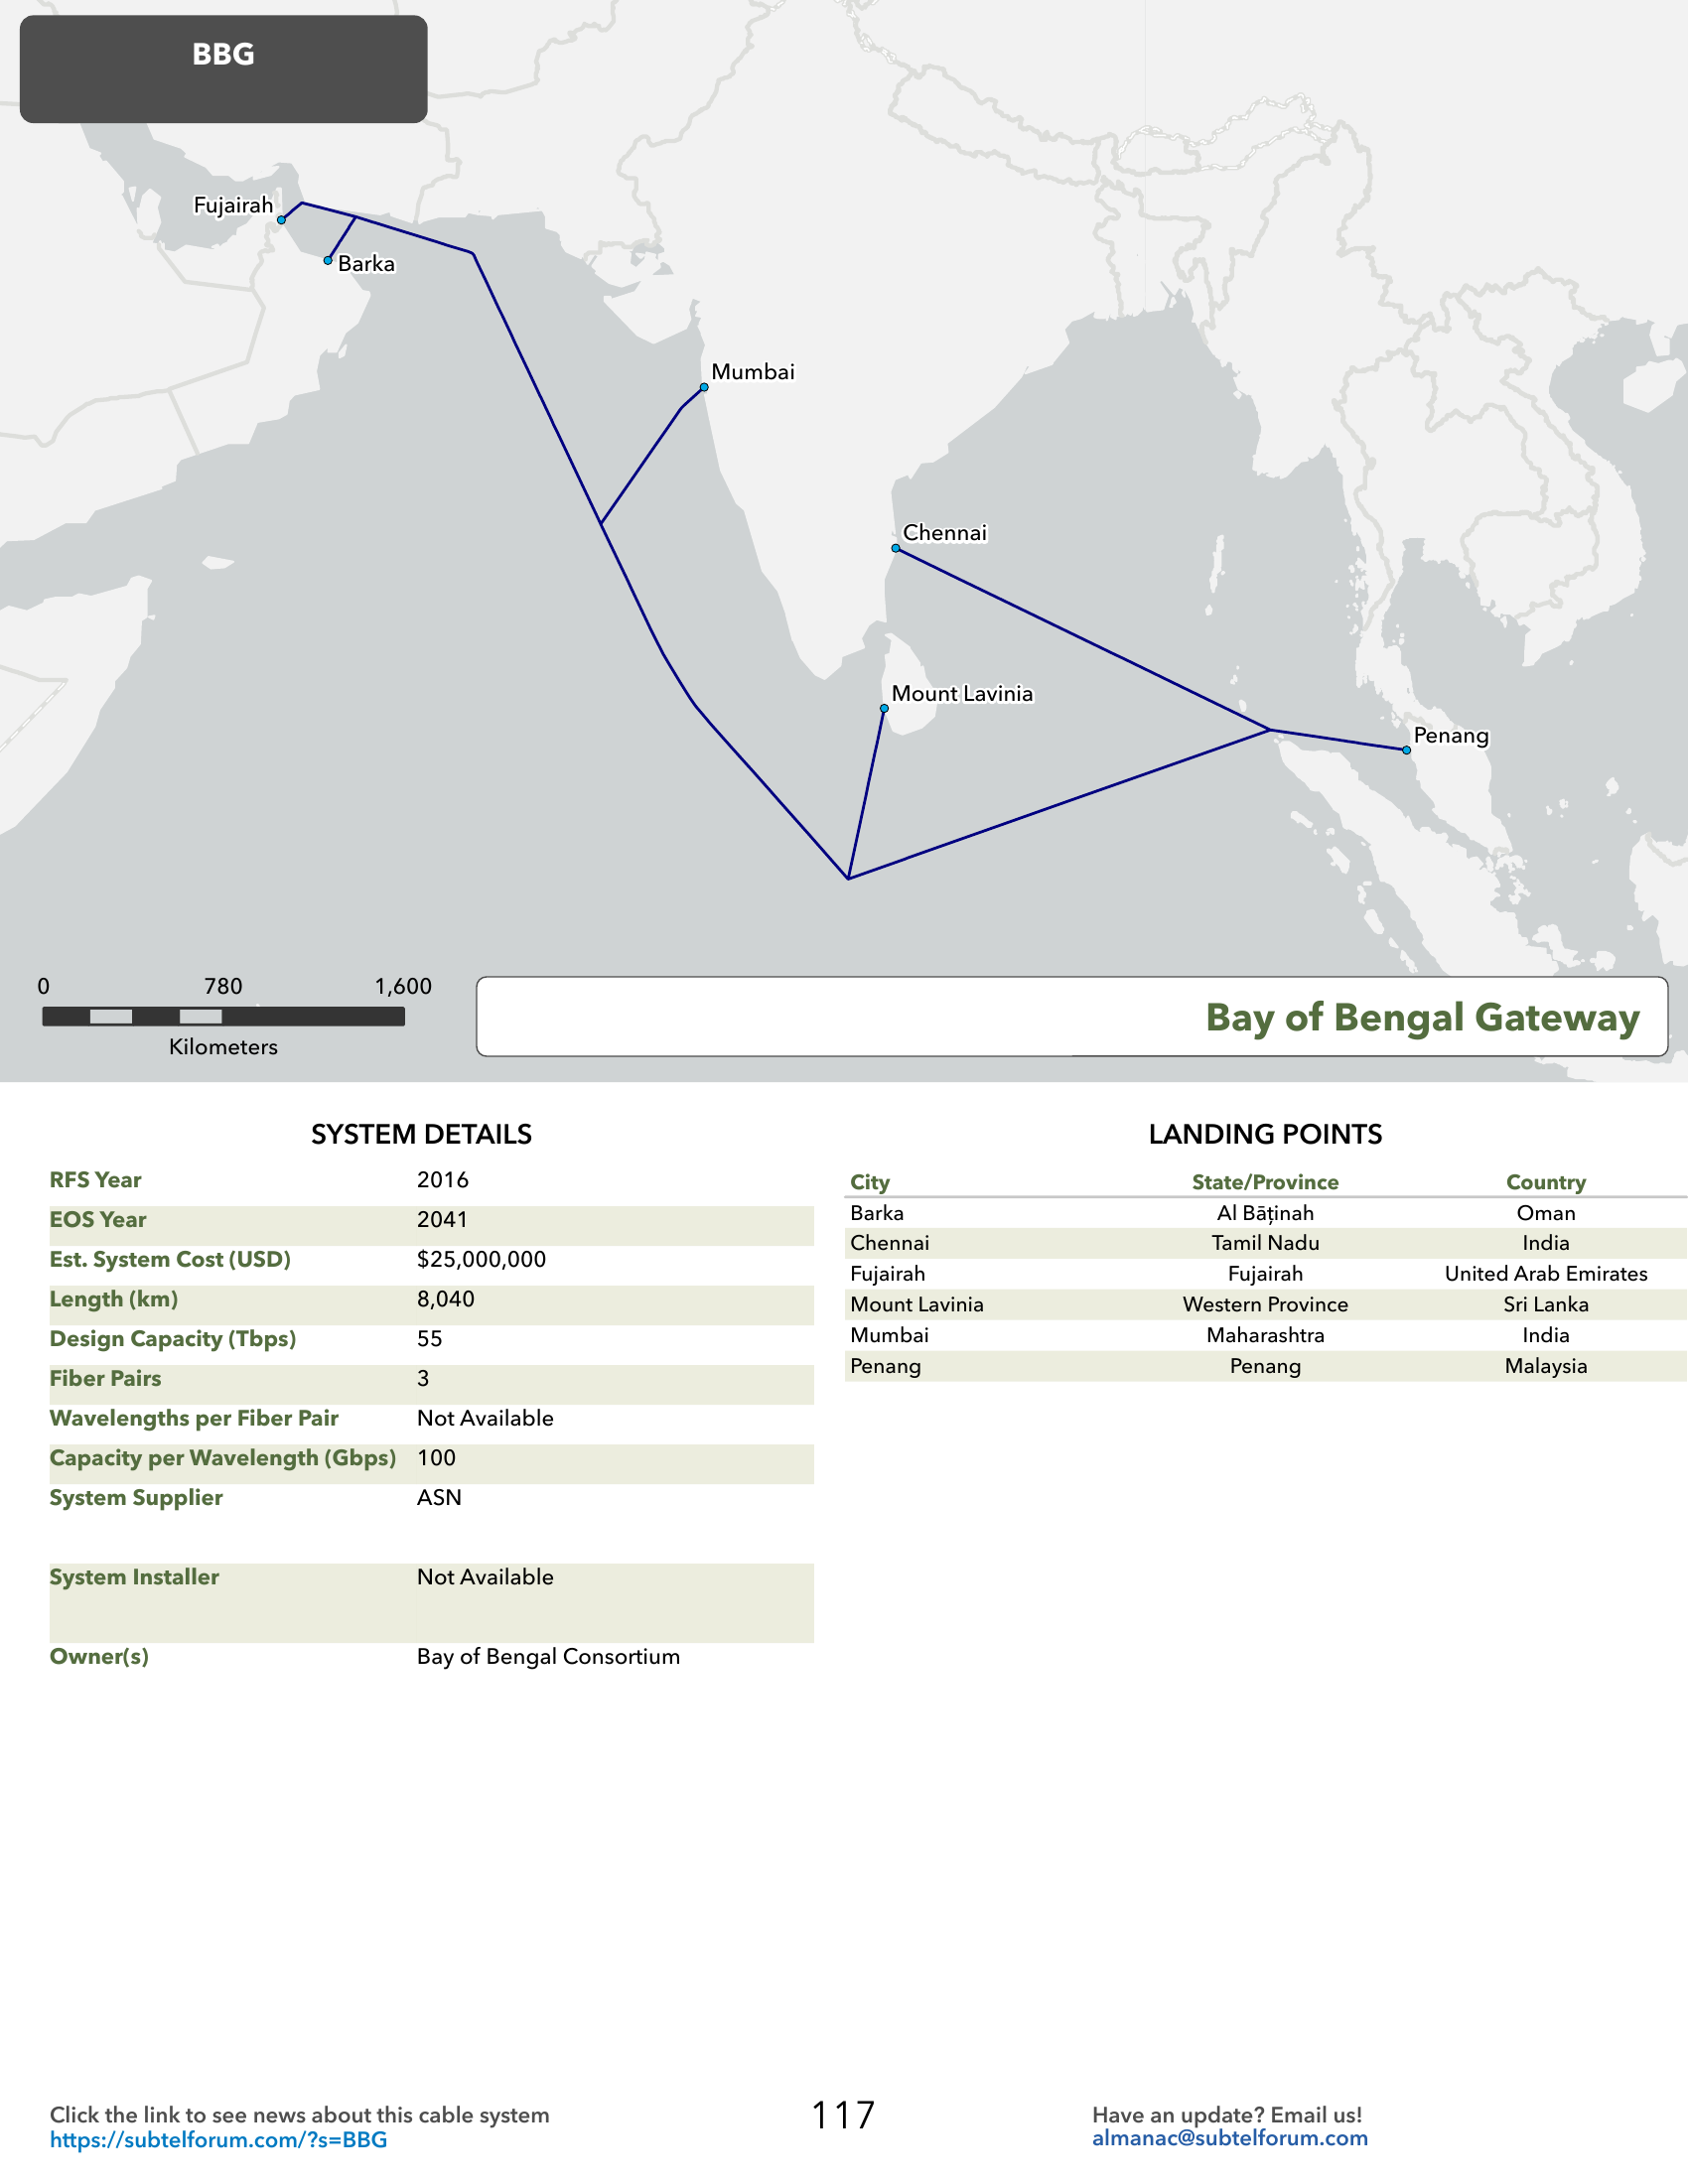 BBG
Fujairah
Barka
Mumbai
Chennai
Mount Lavinia
Penang
0 780 1,600
Kilometers
Bay of Bengal Gateway
SYSTEM DETAILS
RFS Year 2016
EOS Year 2041
Est. System Cost (USD) $25,000,000
Length (km) 8,040
Design Capacity (Tbps) 55
Fiber Pairs 3
Wavelengths per Fiber Pair Not Available
Capacity per Wavelength (Gbps) 100
System Supplier ASN
System Installer Not Available
Owner(s) Bay of Bengal Consortium
LANDING POINTS
City State/Province Country
Barka Al Bāţinah Oman
Chennai Tamil Nadu India
Fujairah Fujairah United Arab Emirates
Mount Lavinia Western Province Sri Lanka
Mumbai Maharashtra India
Penang Penang Malaysia
Click the link to see news about this cable system
https://subtelforum.com/?s=BBG
117
Have an update? Email us!
almanac@subtelforum.com